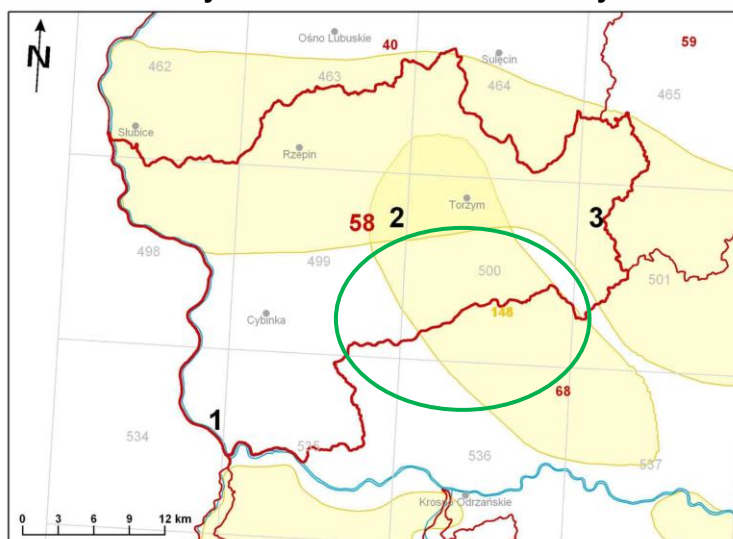 N
Ośno Lubuskie
40
59
462
463
Sulęcin
464
465
Słubice
Rzepin
Torzym
58
2
3
498
499
500
501
Cybinka
148
68
1
534
535
536
537
Krosno Odrzańskie
0 3 6 9 12 km